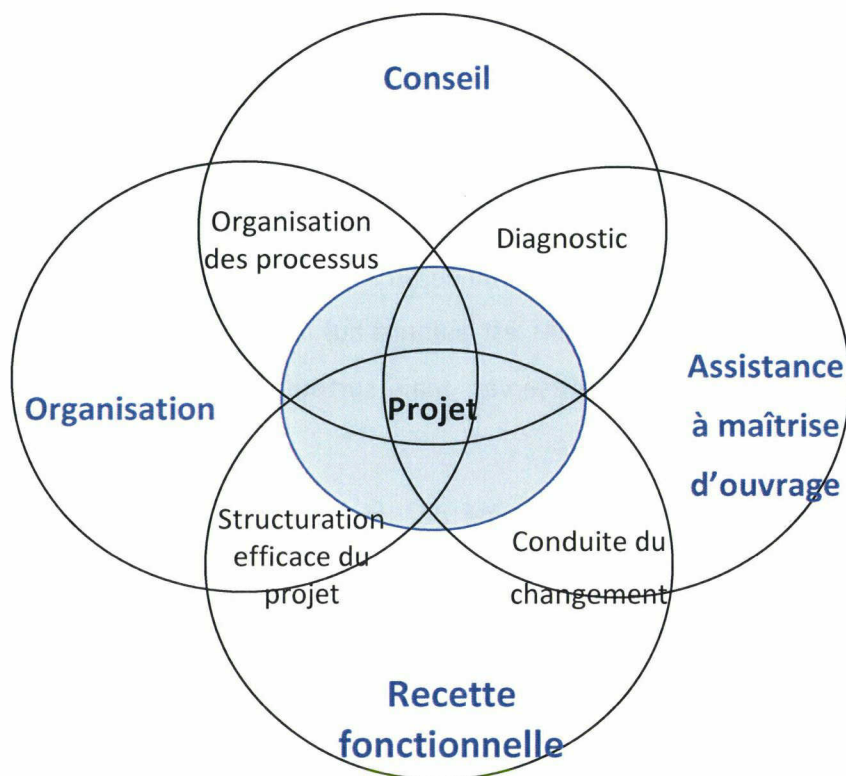 Conseil
Organisation
des processus
Diagnostic
Organisation
Projet
Assistance
à maîtrise
d'ouvrage
Structuration
efficace du
projet
Conduite du
changement
Recette
fonctionnelle